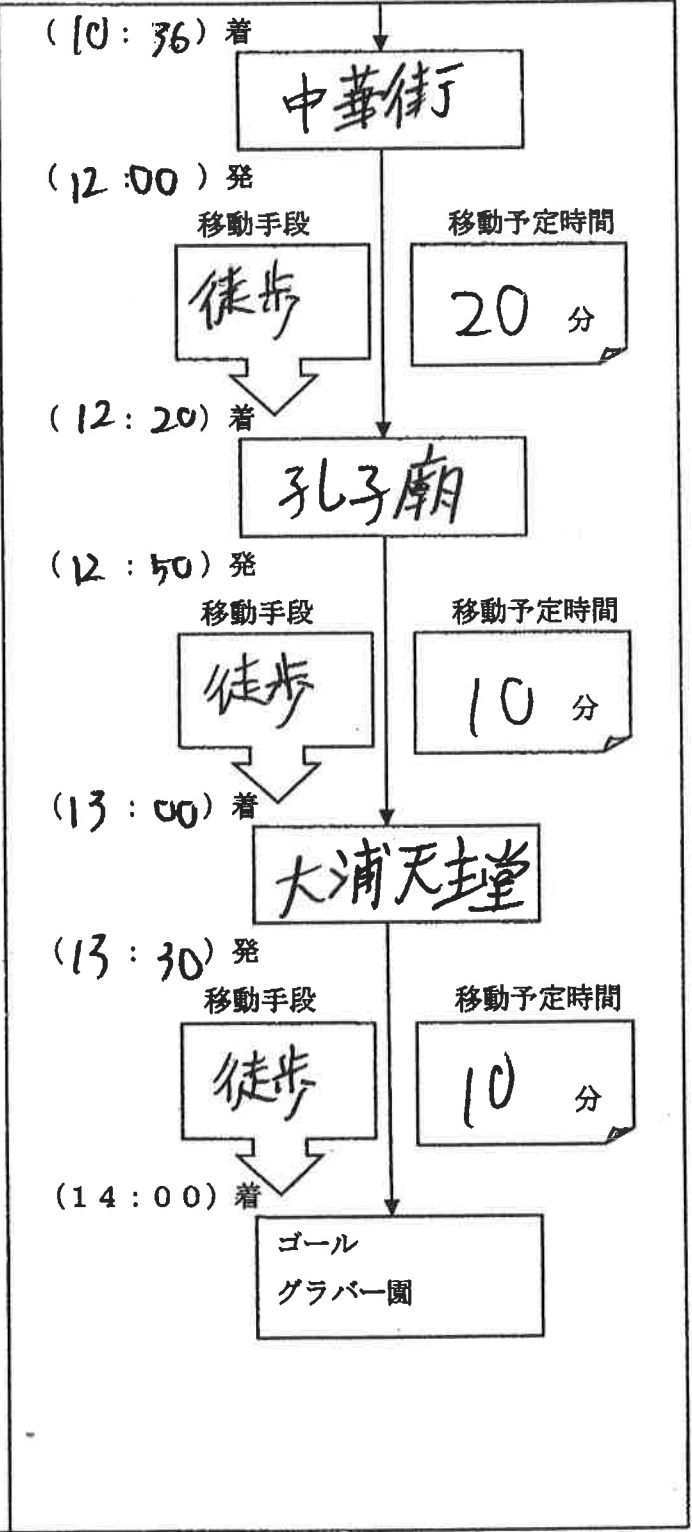 (10:36)着
中華街
(12:00)発
移動手段 移動予定時間
徒歩 20 分
(12:20)着
孔子廟
(12:50)発
移動手段 移動予定時間
徒歩 10 分
(13:00)着
大浦天主堂
(13:30)発
移動手段 移動予定時間
徒歩 10 分
(14:00)着
ゴール
グラバー園